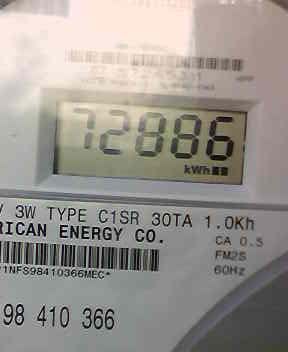 72886
kWh
V 3W TYPE C1SR 30TA 1.0Kh
RICAN ENERGY CO.
CA 0.5
FM2S
60Hz
1NFS98410366MEC*
98 410 366